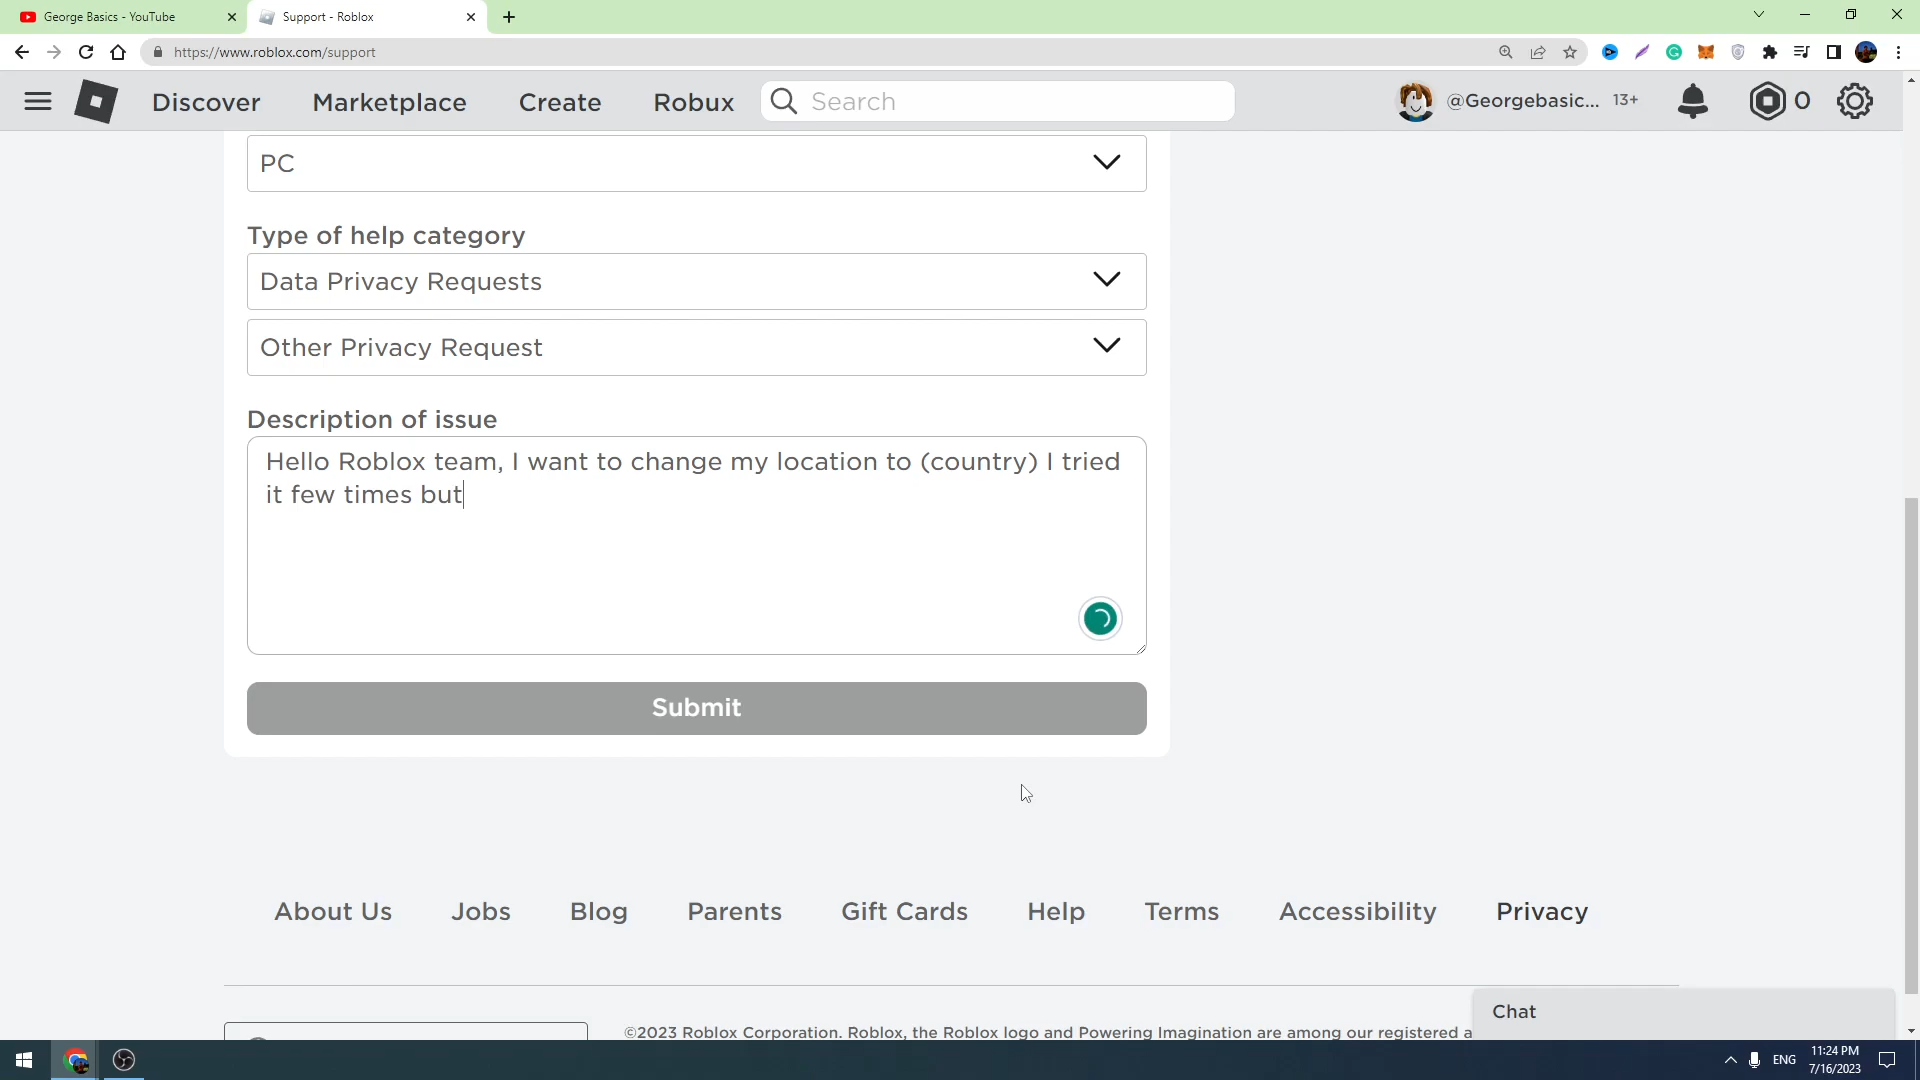 George Basics - YouTube
Support - Roblox
https://www.roblox.com/support
Discover
Marketplace
Create
Robux
Search
@Georgebasic... 13+
0
PC
Type of help category
Data Privacy Requests
Other Privacy Request
Description of issue
Hello Roblox team, I want to change my location to (country) I tried
it few times but
Submit
About Us
Jobs
Blog
Parents
Gift Cards
Help
Terms
Accessibility
Privacy
Chat
©2023 Roblox Corporation. Roblox, the Roblox logo and Powering Imagination are among our registered a
ENG
11:24 PM
7/16/2023